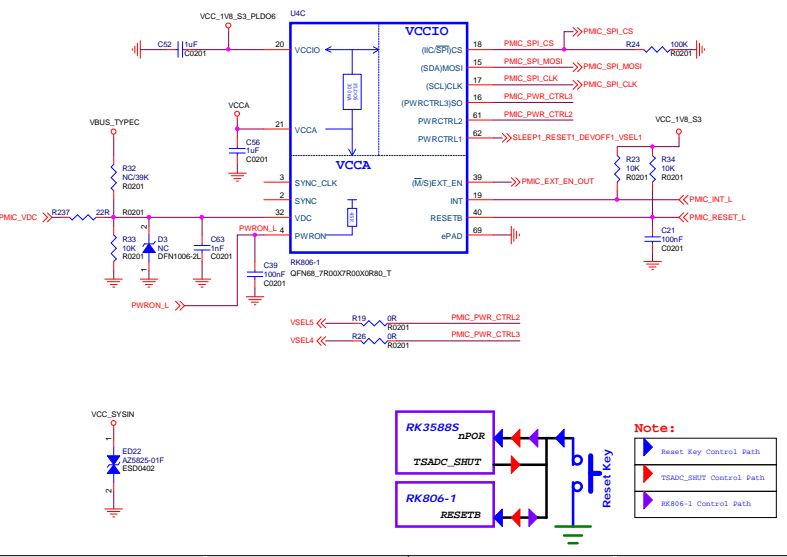 U4C
VCC_1V8_S3_PLDO6
C52
1uF
C0201
20
VCCIO
VCCIO
(IIC/SPI)CS
18
PMIC_SPI_CS
PMIC_SPI_CS
R24
100K
R0201
(SDA)MOSI
15
PMIC_SPI_MOSI
PMIC_SPI_MOSI
(SCL)CLK
17
PMIC_SPI_CLK
PMIC_SPI_CLK
(PWRCTRL3)SO
16
PMIC_PWR_CTRL3
PWRCTRL2
61
PMIC_PWR_CTRL2
PWRCTRL1
62
SLEEP1_RESET1_DEVOFF1_VSEL1
VCCA
21
VCCA
C56
1uF
C0201
VCCA
VBUS_TYPEC
R32
NC/39K
R0201
3
SYNC_CLK
2
SYNC
32
VDC
4
PWRON
PWRON_L
PMIC_VDC
R237
22R
R0201
R33
10K
R0201
D3
NC
DFN1006-2L
2
1
C63
1nF
C0201
C39
100nF
C0201
PWRON_L
RK806-1
QFN68_7R00X7R00X0R80_T
(M/S)EXT_EN
39
PMIC_EXT_EN_OUT
INT
19
PMIC_INT_L
RESETB
40
PMIC_RESET_L
ePAD
69
VCC_1V8_S3
R23
10K
R0201
R34
10K
R0201
C21
100nF
C0201
VSEL5
R19
0R
R0201
PMIC_PWR_CTRL2
VSEL4
R26
0R
R0201
PMIC_PWR_CTRL3
VCC_SYSIN
1
ED22
AZ5825-01F
ESD0402
2
RK3588S
nPOR
TSADC_SHUT
RK806-1
RESETB
Reset Key
Note:
Reset Key Control Path
TSADC_SHUT Control Path
RK806-1 Control Path